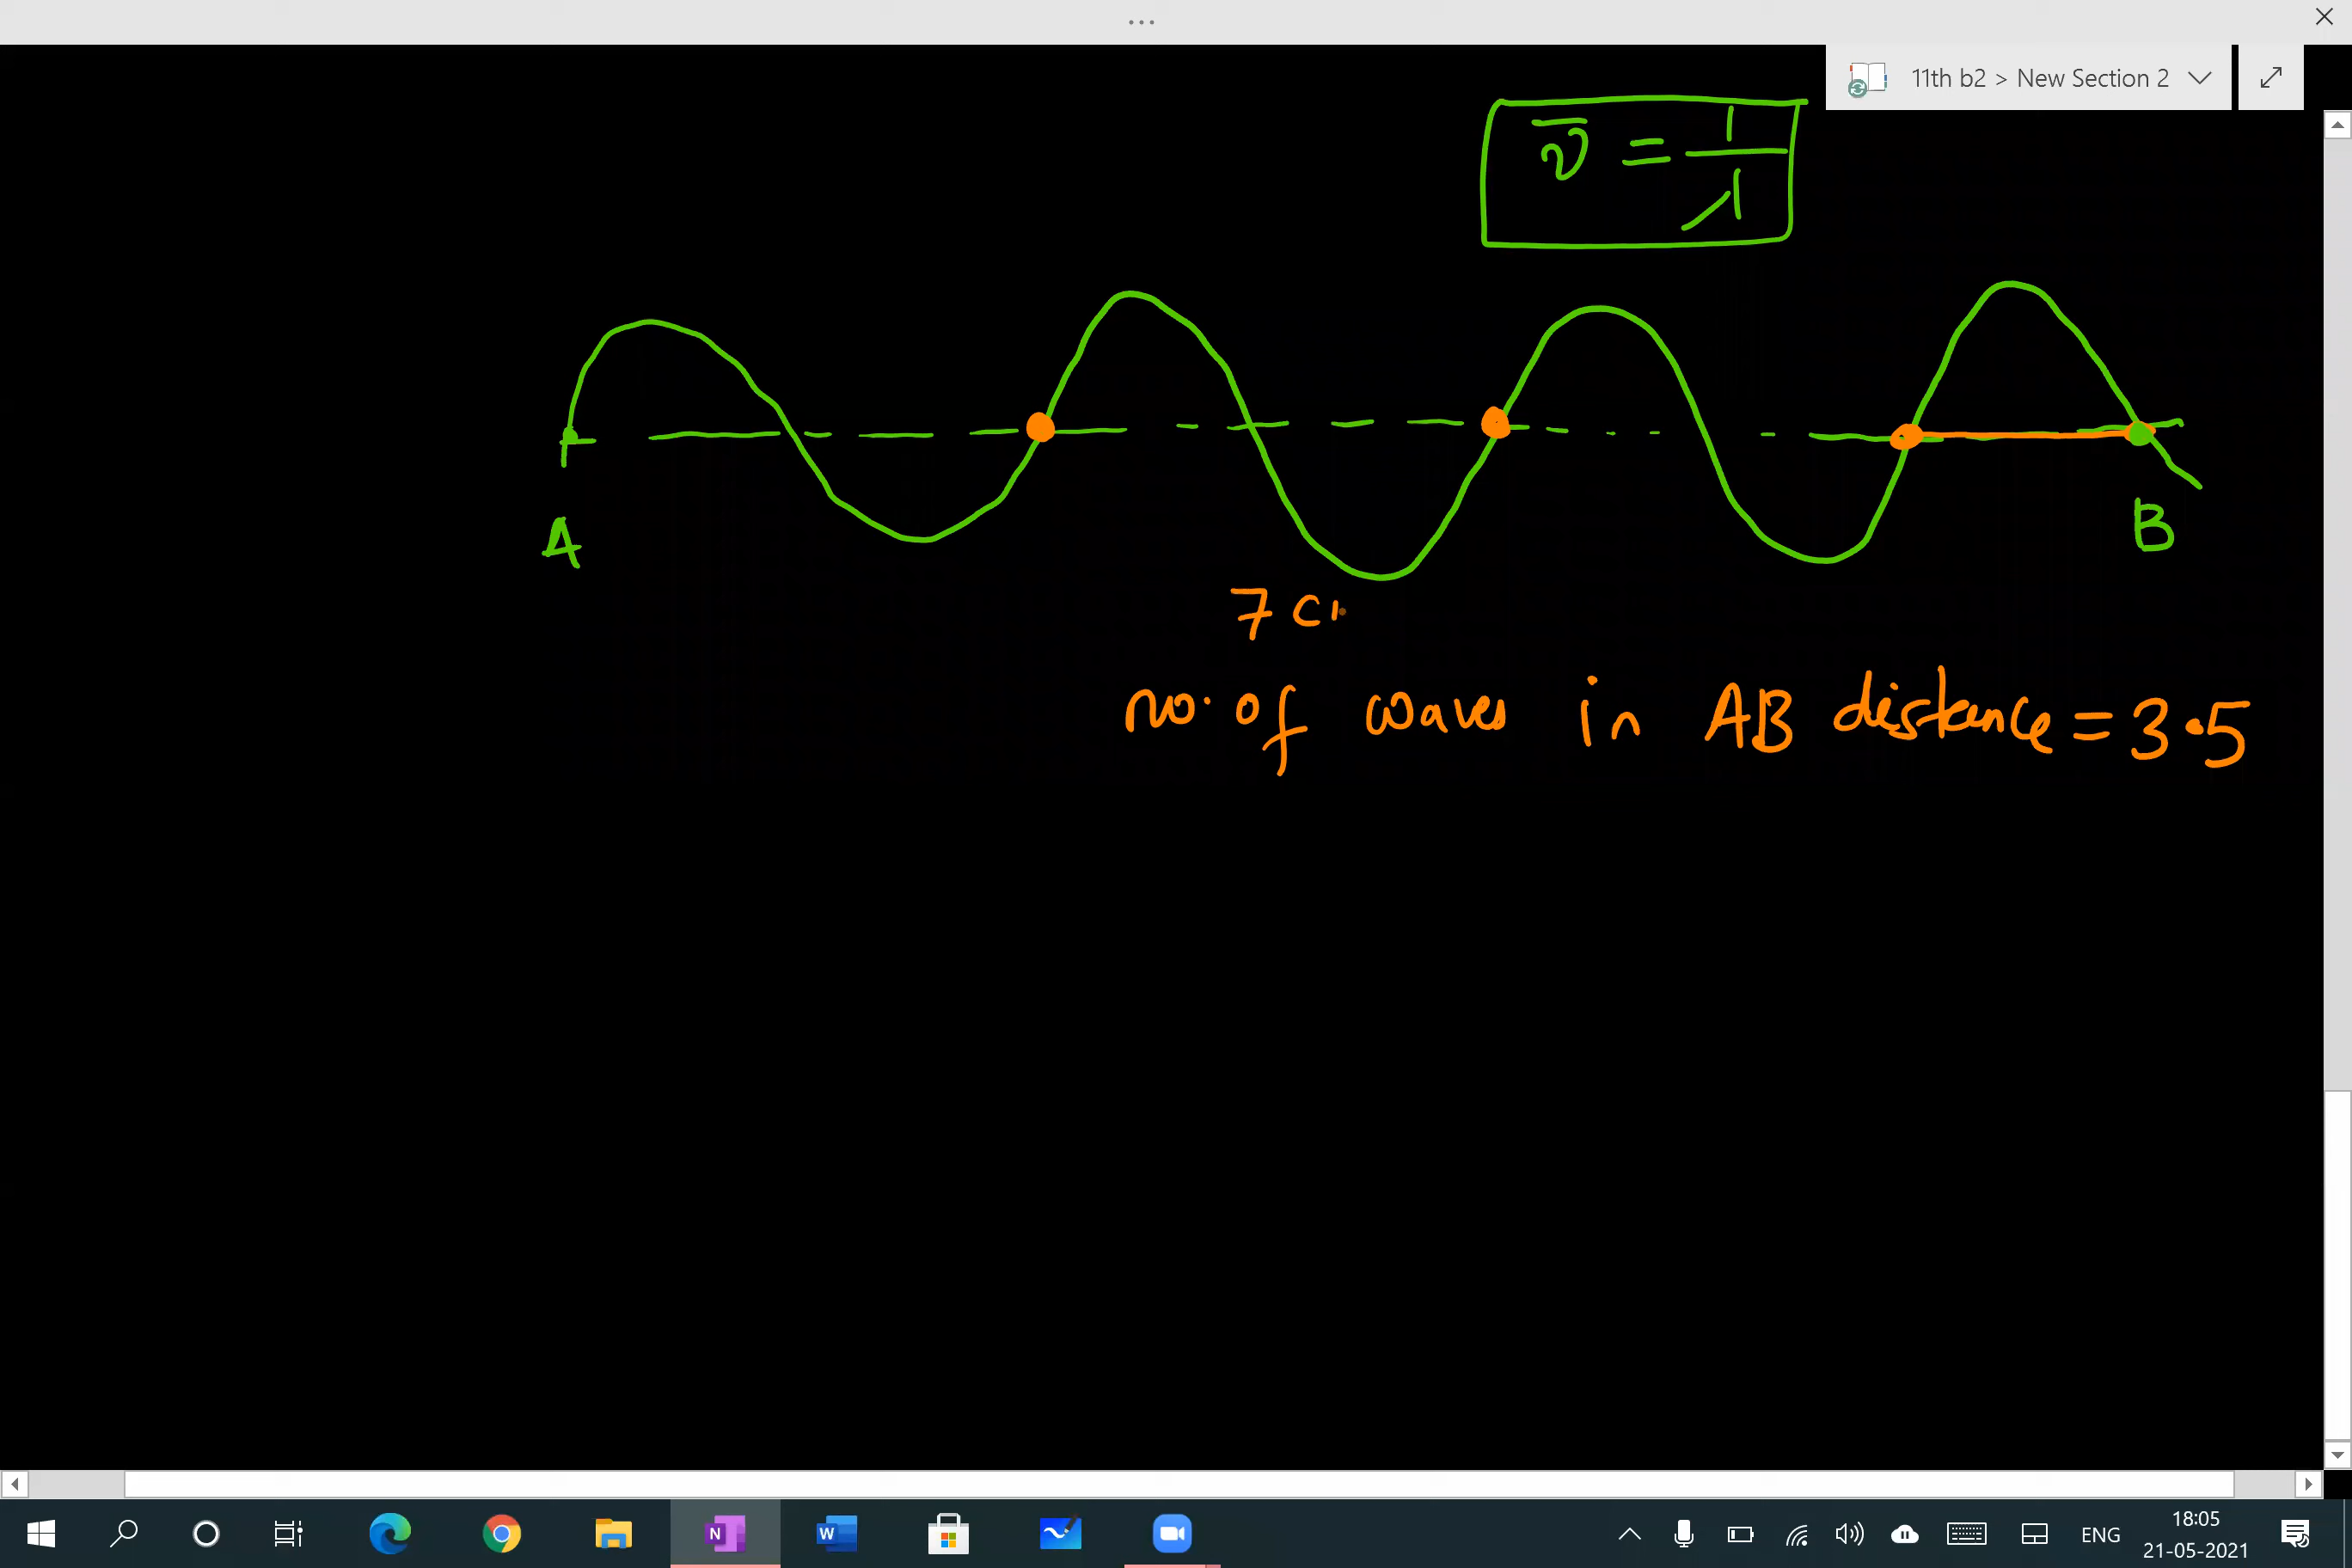 11th b2 > New Section 2
ν̅ = 1/λ
A
B
7 c
no. of waves in AB distance = 3.5
ENG
18:05
21-05-2021